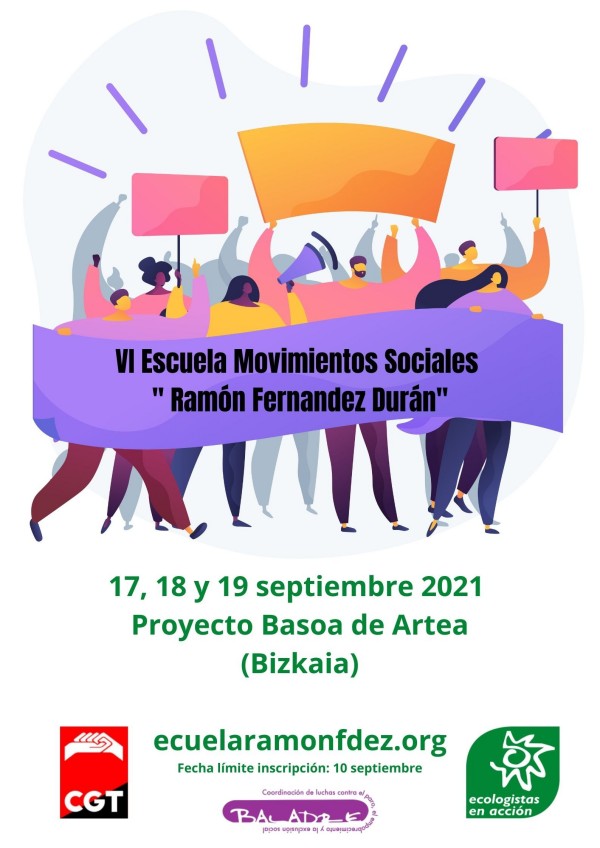 VI Escuela Movimientos Sociales
" Ramón Fernandez Durán"
17, 18 y 19 septiembre 2021
Proyecto Basoa de Artea
(Bizkaia)
ecuelaramonfdez.org
Fecha límite inscripción: 10 septiembre
CGT
Coordinación de luchas contra el paro, el
empobrecimiento y la exclusión social
BALADRE
ecologistas
en acción